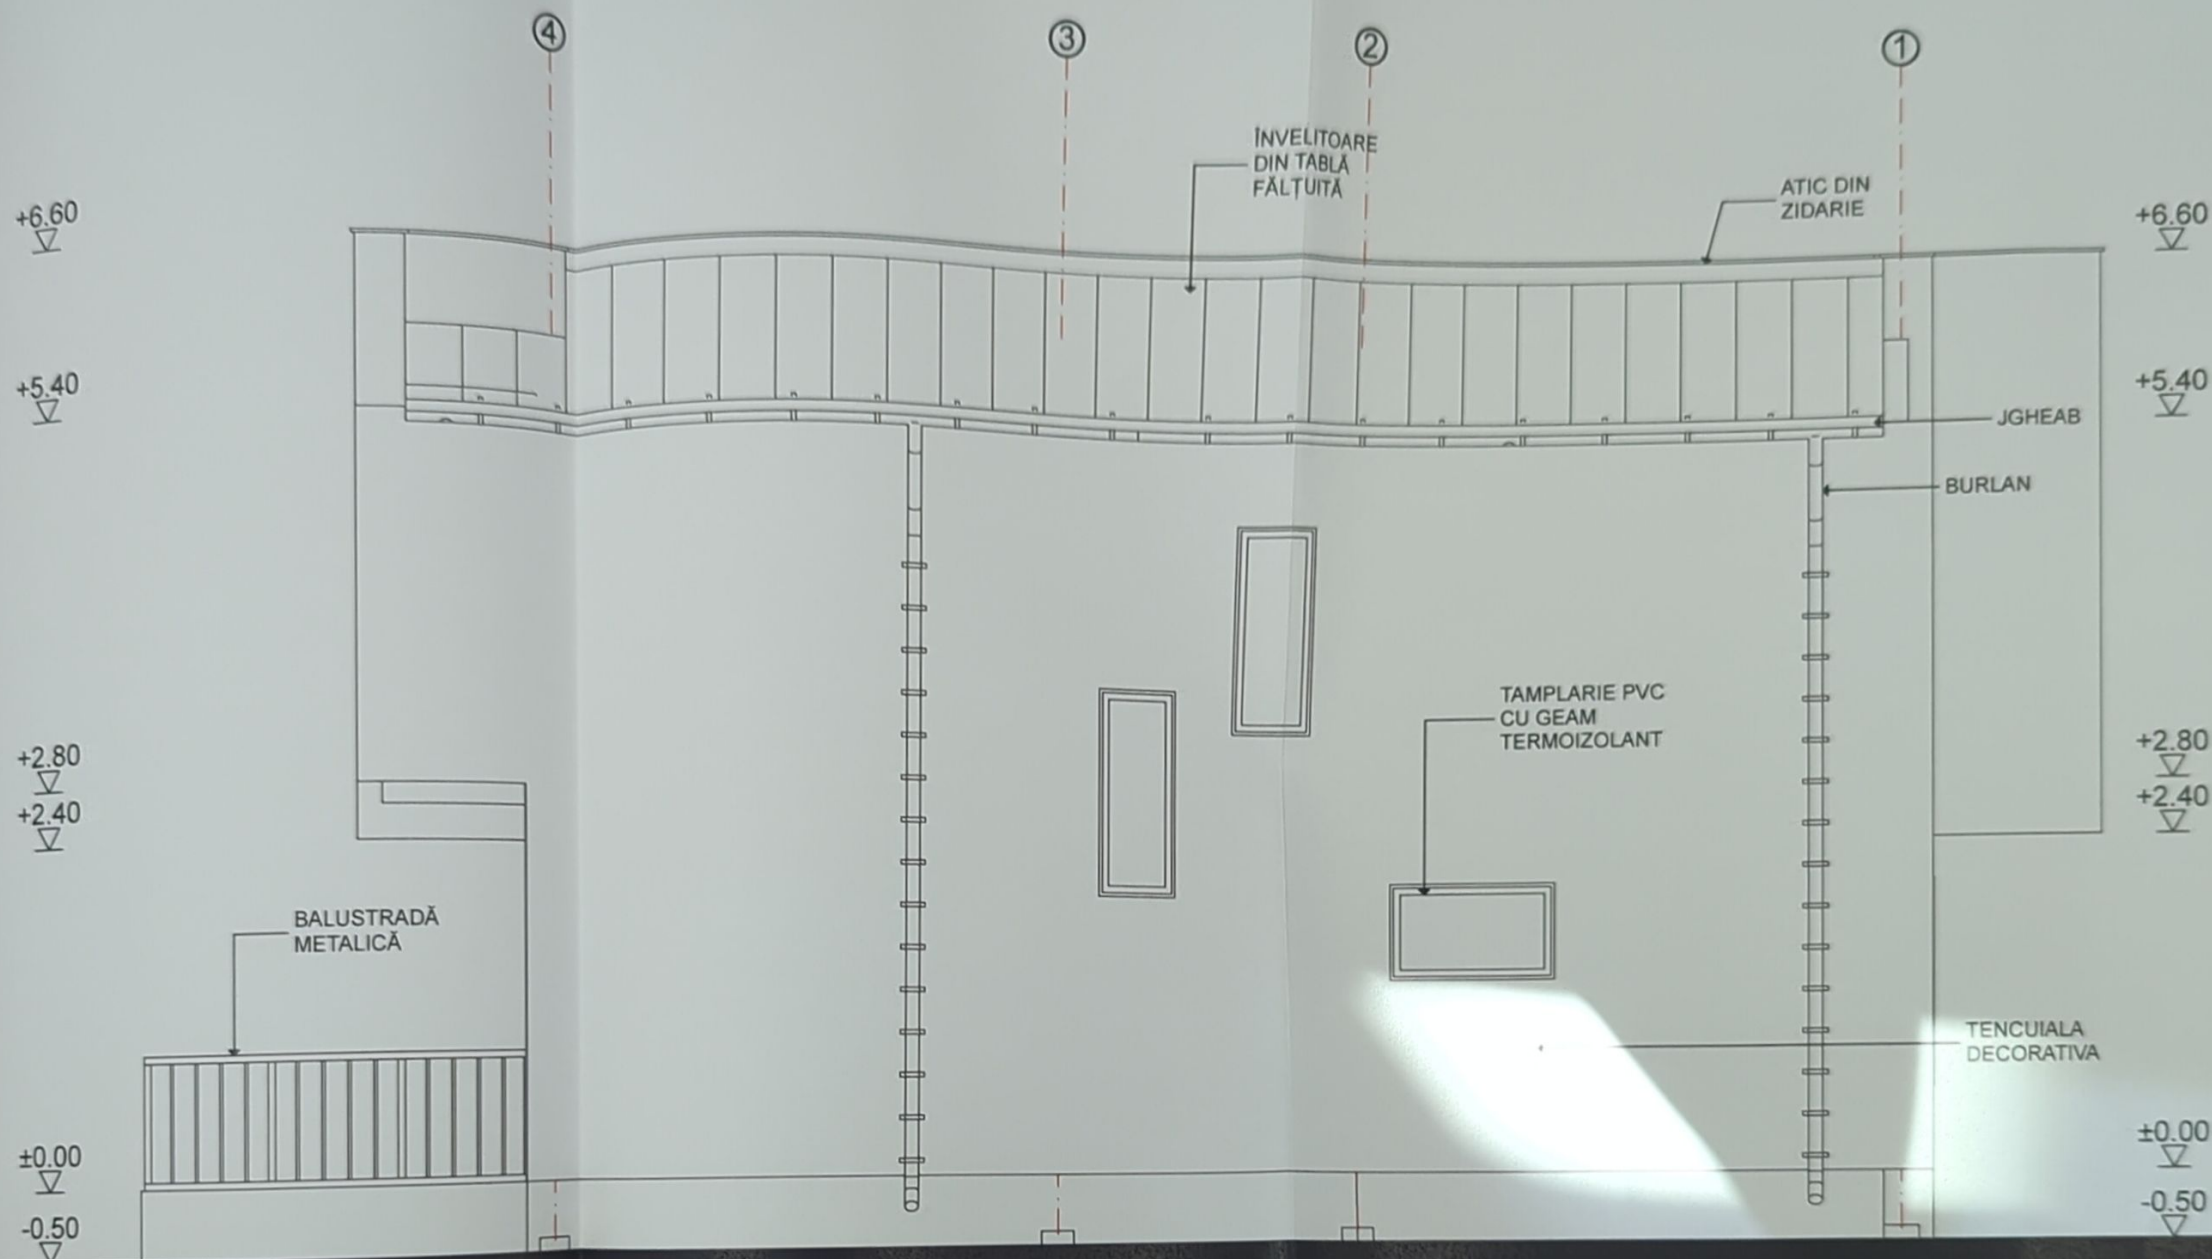 4
3
2
1
ÎNVELITOARE
DIN TABLĂ
FĂLȚUITĂ
ATIC DIN
ZIDARIE
+6.60
+6.60
+5.40
+5.40
JGHEAB
BURLAN
TAMPLARIE PVC
CU GEAM
TERMOIZOLANT
+2.80
+2.80
+2.40
+2.40
BALUSTRADĂ
METALICĂ
TENCUIALA
DECORATIVA
±0.00
±0.00
-0.50
-0.50